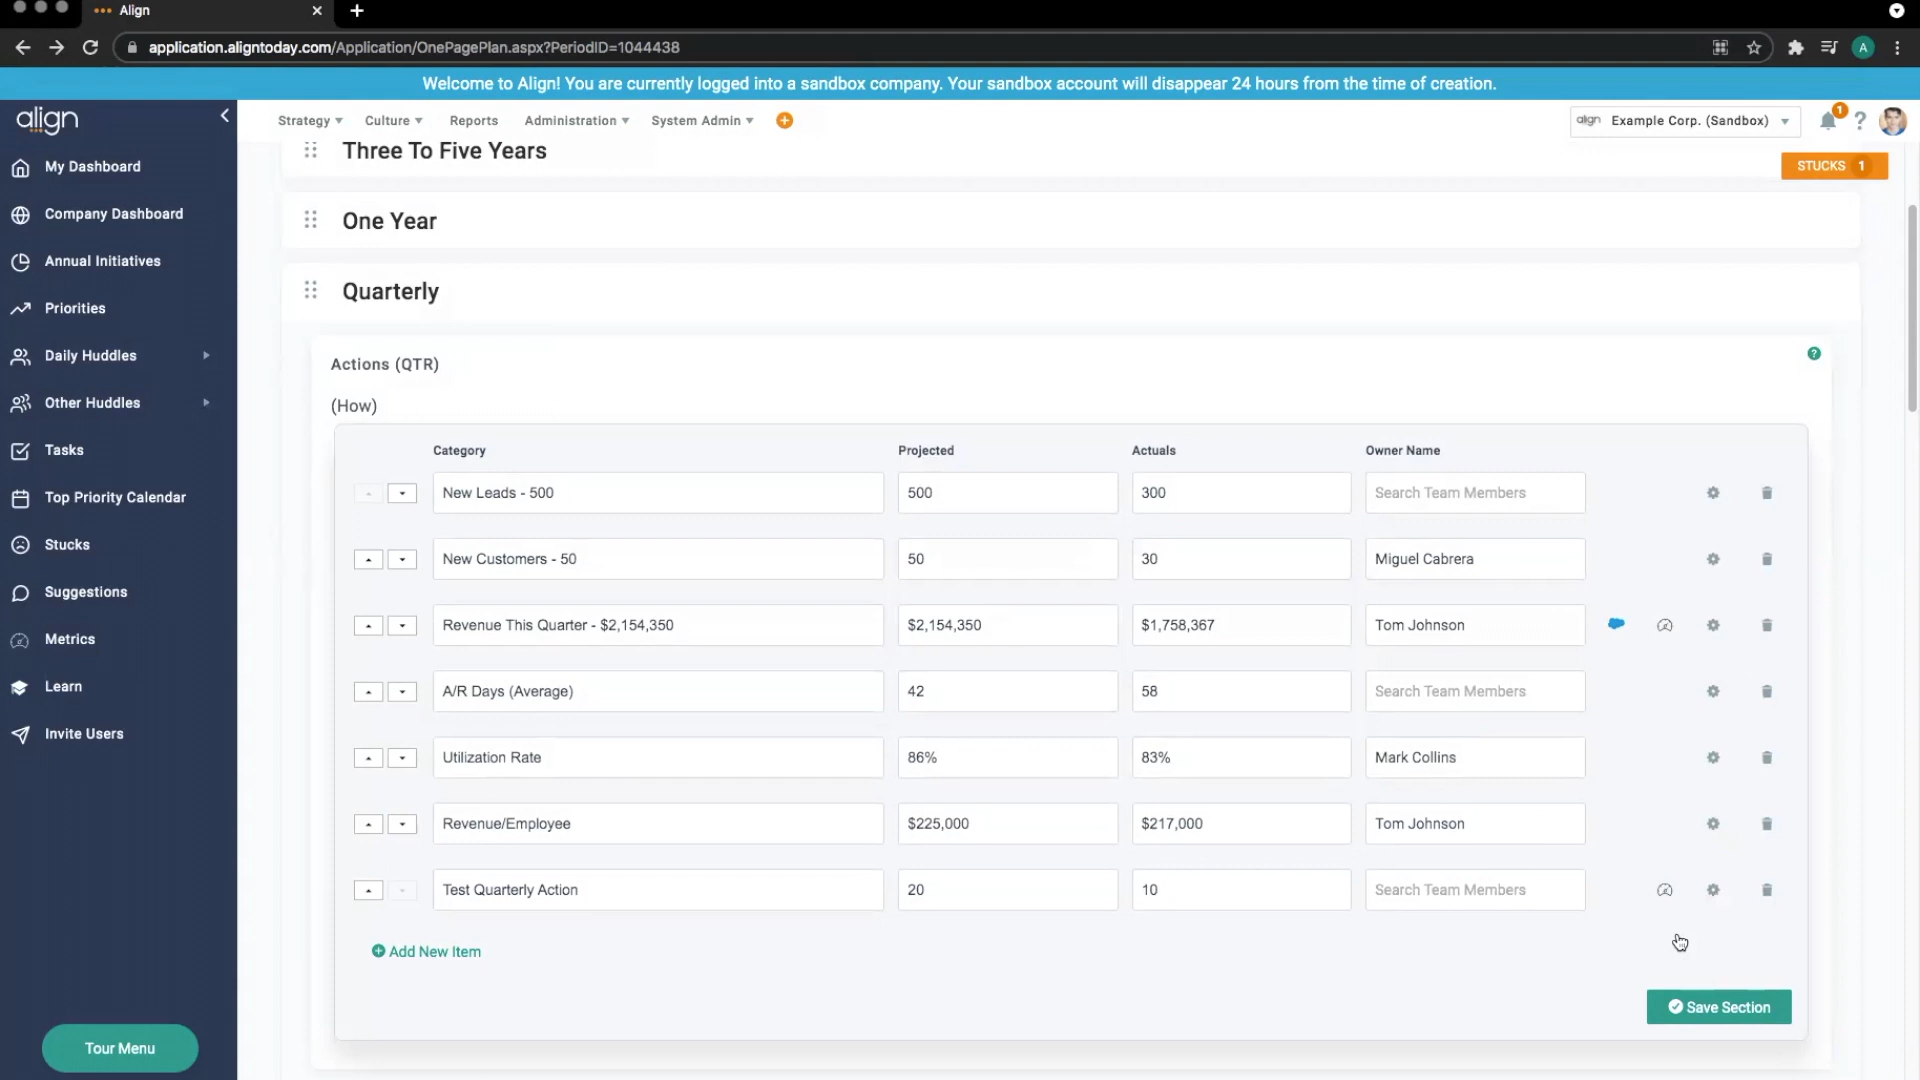 Align
application.aligntoday.com/Application/OnePagePlan.aspx?PeriodID=1044438
A
Welcome to Align! You are currently logged into a sandbox company. Your sandbox account will disappear 24 hours from the time of creation.
align
Strategy Culture Reports Administration System Admin
align Example Corp. (Sandbox)
1
?
STUCKS 1
My Dashboard
Company Dashboard
Annual Initiatives
Priorities
Daily Huddles
Other Huddles
Tasks
Top Priority Calendar
Stucks
Suggestions
Metrics
Learn
Invite Users
Tour Menu
Three To Five Years
One Year
Quarterly
Actions (QTR)
?
(How)
Category Projected Actuals Owner Name
New Leads - 500 500 300 Search Team Members
New Customers - 50 50 30 Miguel Cabrera
Revenue This Quarter - $2,154,350 $2,154,350 $1,758,367 Tom Johnson
A/R Days (Average) 42 58 Search Team Members
Utilization Rate 86% 83% Mark Collins
Revenue/Employee $225,000 $217,000 Tom Johnson
Test Quarterly Action 20 10 Search Team Members
Add New Item
Save Section